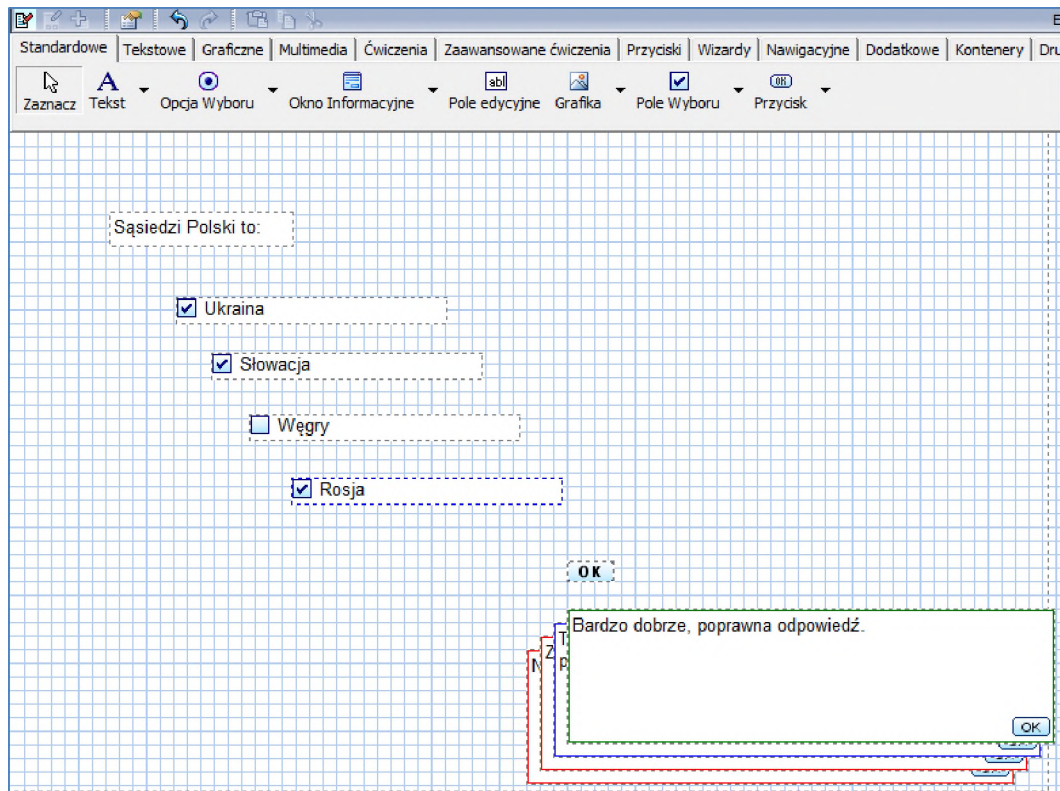 E
Standardowe Tekstowe Graficzne Multimedia Ćwiczenia Zaawansowane ćwiczenia Przyciski Wizardy Nawigacyjne Dodatkowe Kontenery Dru
Zaznacz Tekst Opcja Wyboru Okno Informacyjne Pole edycyjne Grafika Pole Wyboru Przycisk
Sąsiedzi Polski to:
Ukraina
Słowacja
Węgry
Rosja
OK
Bardzo dobrze, poprawna odpowiedź.
T
Z
N p
OK